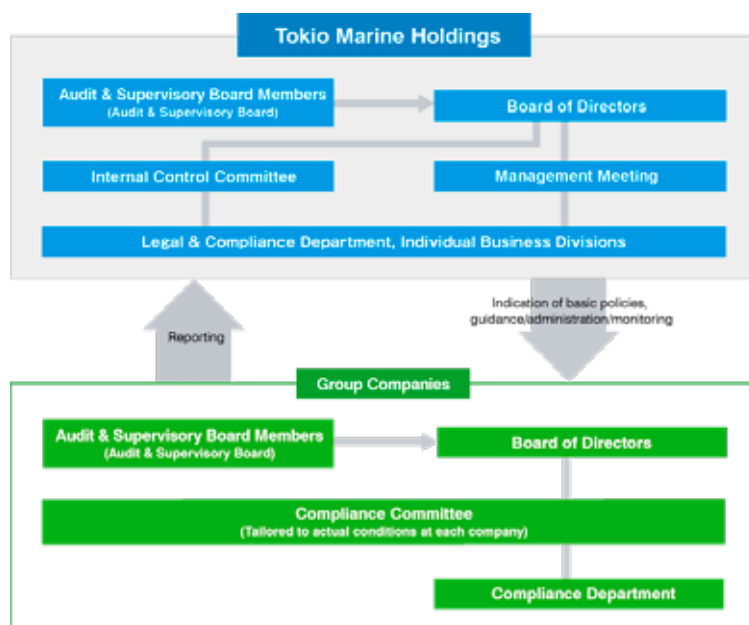 Tokio Marine Holdings
Audit & Supervisory Board Members
(Audit & Supervisory Board)
Board of Directors
Internal Control Committee
Management Meeting
Legal & Compliance Department, Individual Business Divisions
Reporting
Indication of basic policies,
guidance/administration/monitoring
Group Companies
Audit & Supervisory Board Members
(Audit & Supervisory Board)
Board of Directors
Compliance Committee
(Tailored to actual conditions at each company)
Compliance Department